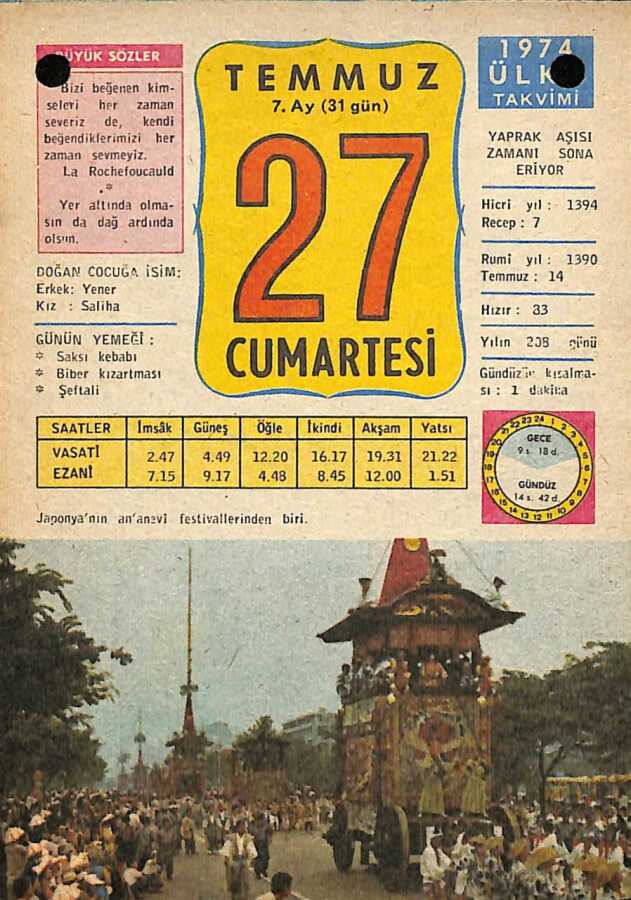 BÜYÜK SÖZLER
Bizi beğenen kim-
seleri her zaman
severiz de, kendi
beğendiklerimizi her
zaman sevmeyiz.
La Rochefoucauld
Yer altında olma-
sın da dağ ardında
olsun.
DOĞAN ÇOCUĞA İSİM:
Erkek: Yener
Kız : Saliha
GÜNÜN YEMEĞİ :
Saksı kebabı
Biber kızartması
Şeftali
TEMMUZ
7. Ay (31 gün)
27
CUMARTESİ
1974
ÜLK
TAKVİMİ
YAPRAK AŞISI
ZAMANI SONA
ERİYOR
Hicri yıl : 1394
Recep : 7
Rumî yıl : 1390
Temmuz : 14
Hızır : 83
Yılın 208 günü
Gündüz'ün kısalma-
sı : 1 dakika
SAATLER İmsâk Güneş Öğle İkindi Akşam Yatsı
VASATİ 2.47 4.49 12.20 16.17 19.31 21.22
EZANİ 7.15 9.17 4.48 8.45 12.00 1.51
GECE
9 s. 18 d.
GÜNDÜZ
14 s. 42 d.
Japonya'nın an'anevî festivallerinden biri.